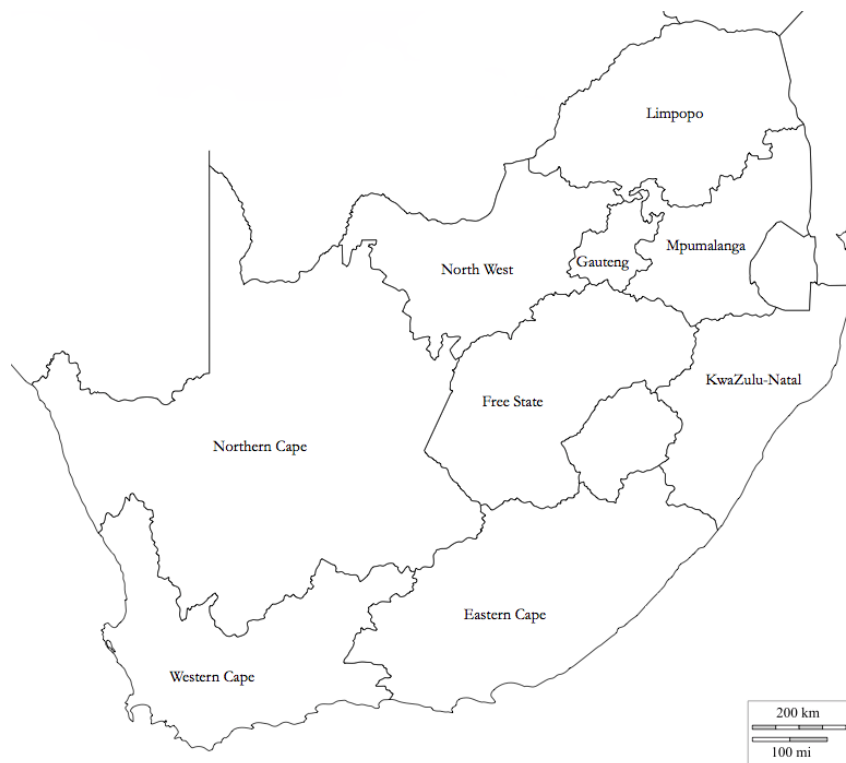 Limpopo
Mpumalanga
North West
Gauteng
KwaZulu-Natal
Free State
Northern Cape
Eastern Cape
Western Cape
200 km
100 mi